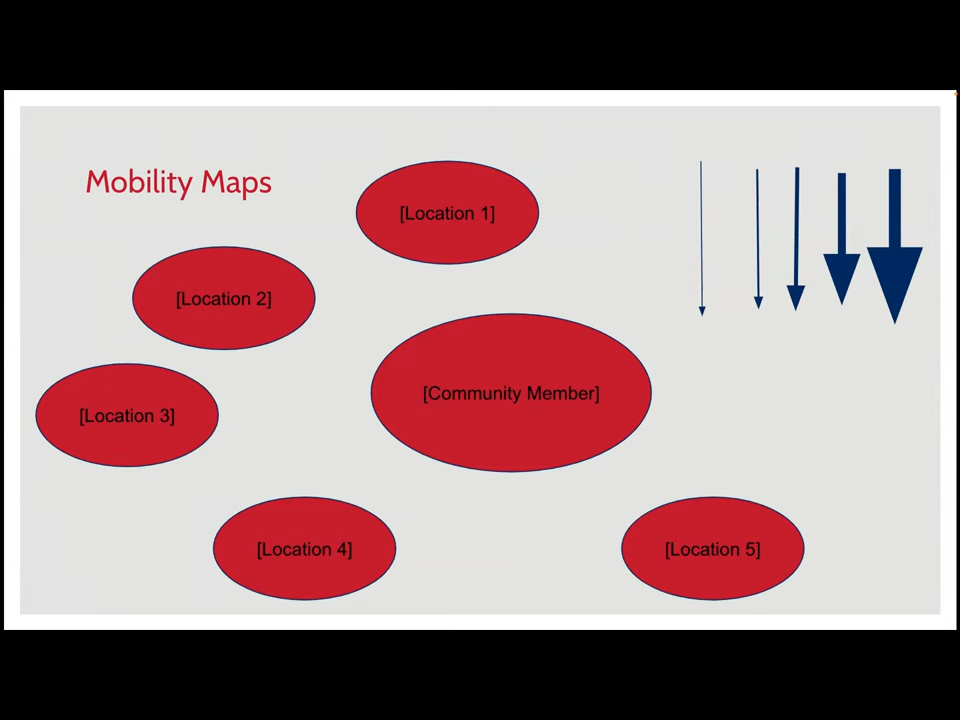 Mobility Maps
[Location 1]
[Location 2]
[Community Member]
[Location 3]
[Location 4]
[Location 5]